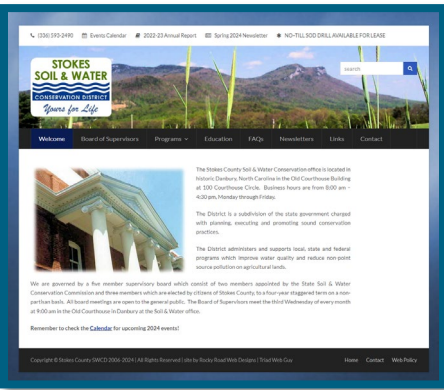 (336) 593-2490 Events Calendar 2022-23 Annual Report Spring 2024 Newsletter NO-TILL SOD DRILL AVAILABLE FOR LEASE
STOKES
SOIL & WATER
CONSERVATION DISTRICT
Yours for Life
search
Welcome Board of Supervisors Programs Education FAQs Newsletters Links Contact
The Stokes County Soil & Water Conservation office is located in
historic Danbury, North Carolina in the Old Courthouse Building
at 100 Courthouse Circle. Business hours are from 8:00 am –
4:30 pm, Monday through Friday.
The District is a subdivision of the state government charged
with planning, executing and promoting sound conservation
practices.
The District administers and supports local, state and federal
programs which improve water quality and reduce non-point
source pollution on agricultural lands.
We are governed by a five member supervisory board which consist of two members appointed by the State Soil & Water
Conservation Commission and three members which are elected by citizens of Stokes County, to a four-year staggered term on a non-
partisan basis. All board meetings are open to the general public. The Board of Supervisors meet the third Wednesday of every month
at 9:00 am in the Old Courthouse in Danbury at the Soil & Water office.
Remember to check the Calendar for upcoming 2024 events!
Copyright © Stokes County SWCD 2006-2024 | All Rights Reserved | site by Rocky Road Web Designs | Triad Web Guy Home Contact Web Policy